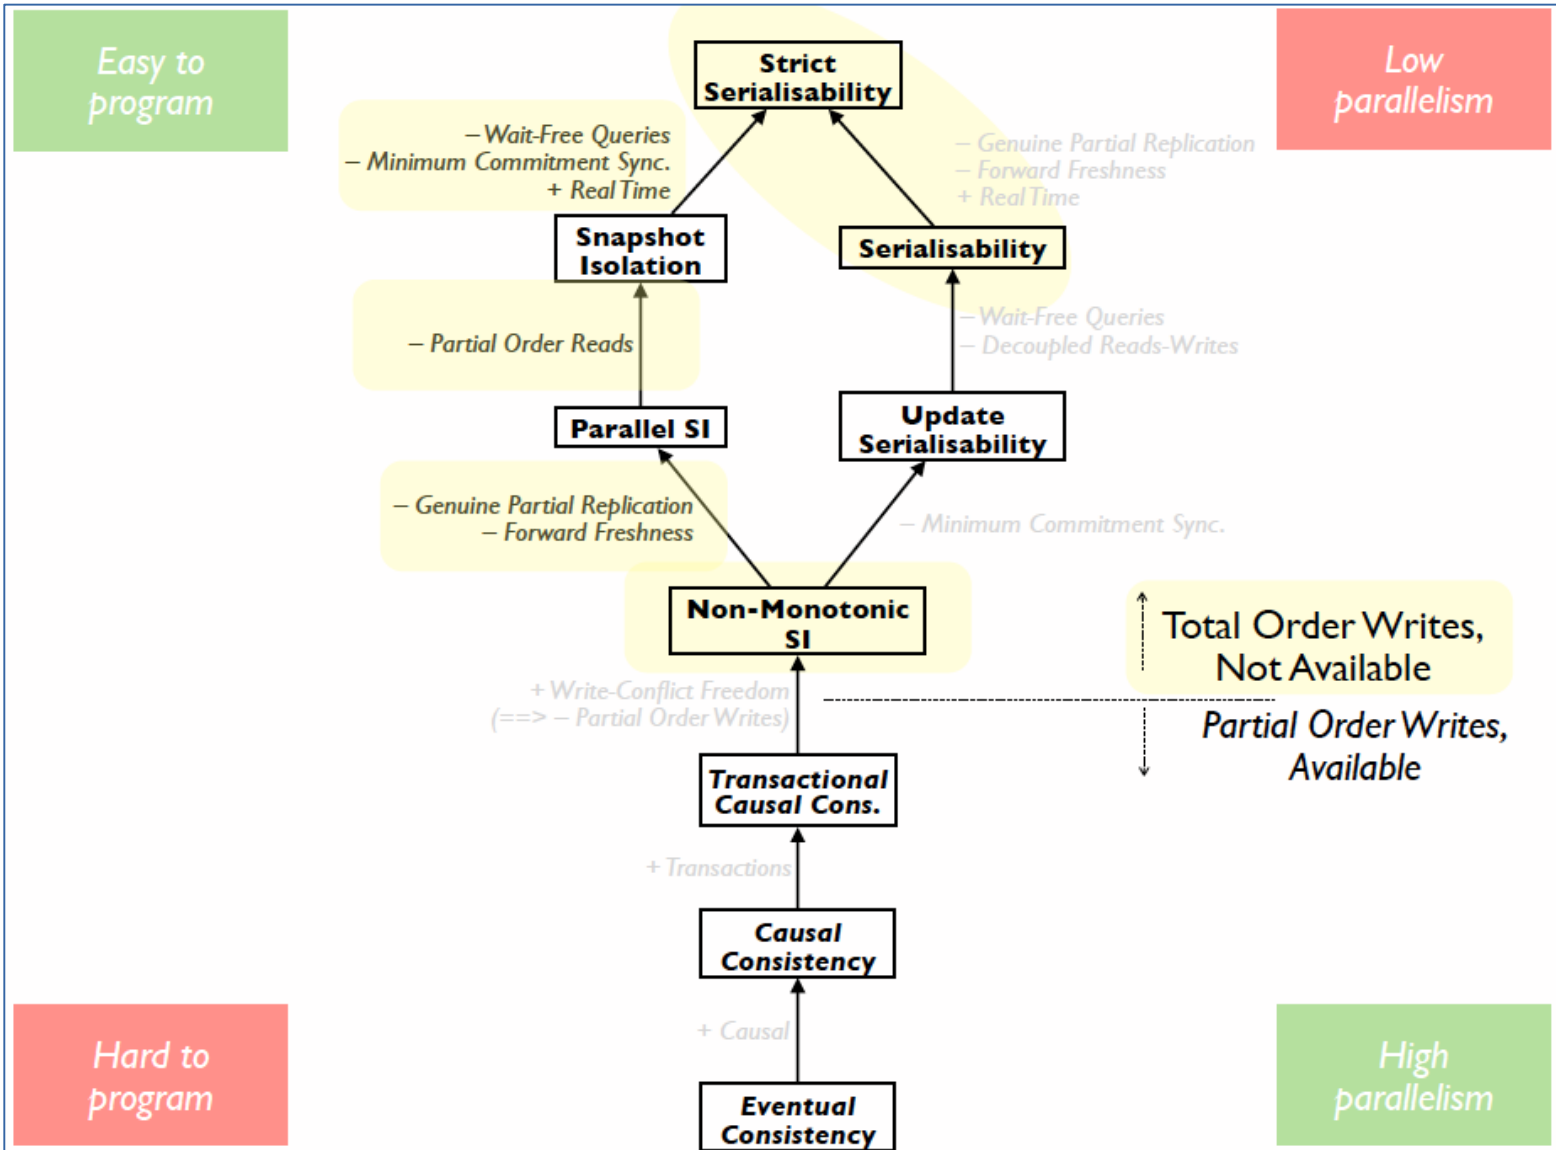 Easy to
program
Low
parallelism
Strict
Serialisability
– Wait-Free Queries
– Minimum Commitment Sync.
+ Real Time
– Genuine Partial Replication
– Forward Freshness
+ Real Time
Snapshot
Isolation
Serialisability
– Partial Order Reads
– Wait-Free Queries
– Decoupled Reads-Writes
Parallel SI
Update
Serialisability
– Genuine Partial Replication
– Forward Freshness
– Minimum Commitment Sync.
Non-Monotonic
SI
Total Order Writes,
Not Available
+ Write-Conflict Freedom
(==> – Partial Order Writes)
Partial Order Writes,
Available
Transactional
Causal Cons.
+ Transactions
Causal
Consistency
+ Causal
Hard to
program
High
parallelism
Eventual
Consistency